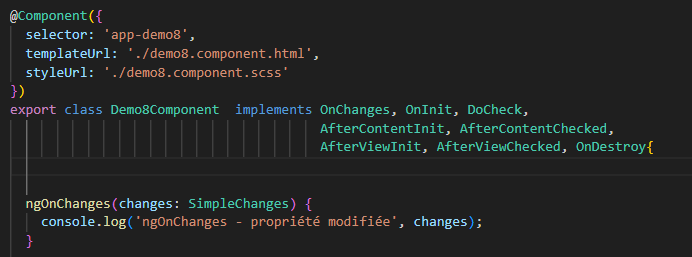 @Component({
  selector: 'app-demo8',
  templateUrl: './demo8.component.html',
  styleUrl: './demo8.component.scss'
})
export class Demo8Component  implements OnChanges, OnInit, DoCheck,
                                        AfterContentInit, AfterContentChecked,
                                        AfterViewInit, AfterViewChecked, OnDestroy{
  ngOnChanges(changes: SimpleChanges) {
    console.log('ngOnChanges - propriété modifiée', changes);
  }